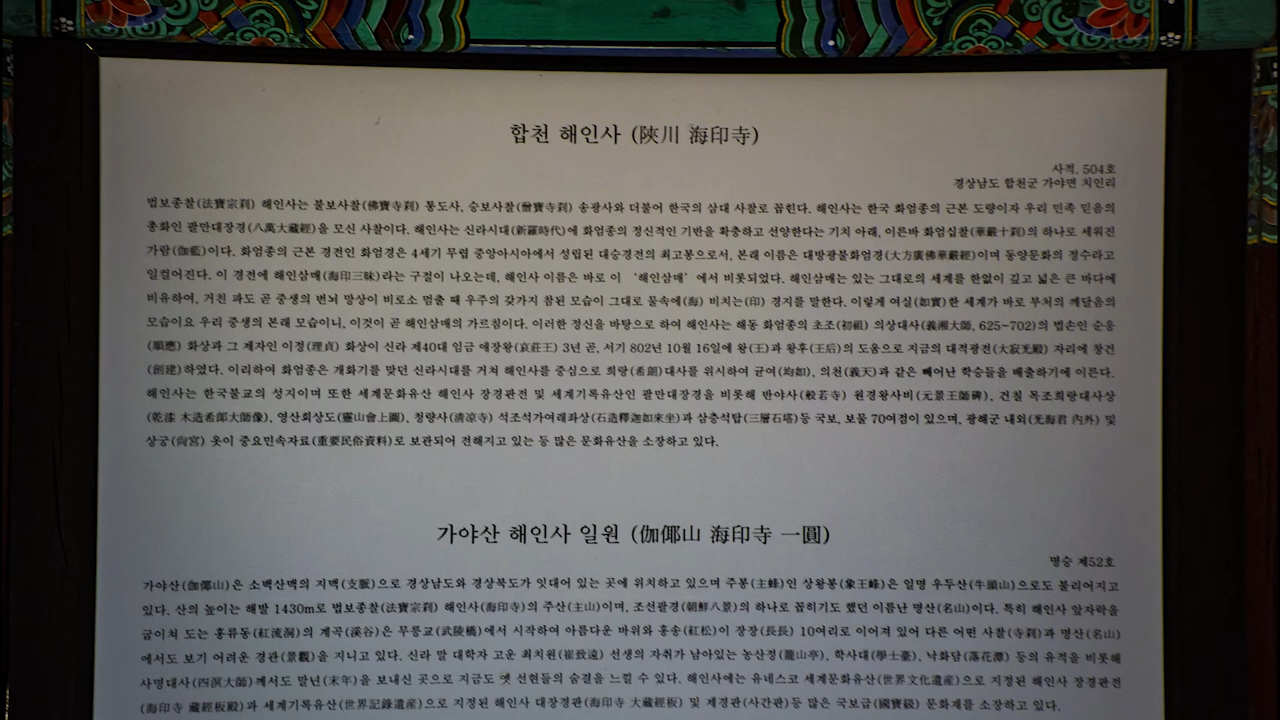 합천 해인사 (陜川 海印寺)
사적. 504호
경상남도 합천군 가야면 치인리
법보종찰(法寶宗刹) 해인사는 불보사찰(佛寶寺刹) 통도사, 승보사찰(僧寶寺刹) 송광사와 더불어 한국의 삼대 사찰로 꼽힌다. 해인사는 한국 화엄종의 근본 도량이자 우리 민족 믿음의
총화인 팔만대장경(八萬大藏經)을 모신 사찰이다. 해인사는 신라시대(新羅時代)에 화엄종의 정신적인 기반을 확충하고 선양한다는 기치 아래, 이른바 화엄십찰(華嚴十刹)의 하나로 세워진
가람(伽藍)이다. 화엄종의 근본 경전인 화엄경은 4세기 무렵 중앙아시아에서 성립된 대승경전의 최고봉으로서, 본래 이름은 대방광불화엄경(大方廣佛華嚴經)이며 동양문화의 정수라고
일컬어진다. 이 경전에 해인삼매(海印三昧)라는 구절이 나오는데, 해인사 이름은 바로 이 ‘해인삼매’에서 비롯되었다. 해인삼매는 있는 그대로의 세계를 한없이 깊고 넓은 큰 바다에
비유하여, 거친 파도 곧 중생의 번뇌 망상이 비로소 멈출 때 우주의 갖가지 참된 모습이 그대로 물속에(海) 비치는(印) 경지를 말한다. 이렇게 여실(如實)한 세계가 바로 부처의 깨달음의
모습이요 우리 중생의 본래 모습이니, 이것이 곧 해인삼매의 가르침이다. 이러한 정신을 바탕으로 하여 해인사는 해동 화엄종의 초조(初祖) 의상대사(義湘大師, 625~702)의 법손인 순응
(順應) 화상과 그 제자인 이정(理貞) 화상이 신라 제40대 임금 애장왕(哀莊王) 3년 곧, 서기 802년 10월 16일에 왕(王)과 왕후(王后)의 도움으로 지금의 대적광전(大寂光殿) 자리에 창건
(創建)하였다. 이리하여 화엄종은 개화기를 맞던 신라시대를 거쳐 해인사를 중심으로 희랑(希朗)대사를 위시하여 균여(均如), 의천(義天)과 같은 빼어난 학승들을 배출하기에 이른다.
해인사는 한국불교의 성지이며 또한 세계문화유산 해인사 장경판전 및 세계기록유산인 팔만대장경을 비롯해 반야사(般若寺) 원경왕사비(元景王師碑), 건칠 목조희랑대사상
(乾漆 木造希郞大師像), 영산회상도(靈山會上圖), 청량사(清凉寺) 석조석가여래좌상(石造釋迦如來坐)과 삼층석탑(三層石塔)등 국보, 보물 70여점이 있으며, 광해군 내외(光海君 內外) 및
상궁(尙宮) 옷이 중요민속자료(重要民俗資料)로 보관되어 전해지고 있는 등 많은 문화유산을 소장하고 있다.
가야산 해인사 일원 (伽倻山 海印寺 一圓)
명승 제52호
가야산(伽倻山)은 소백산맥의 지맥(支脈)으로 경상남도와 경상북도가 잇대어 있는 곳에 위치하고 있으며 주봉(主蜂)인 상왕봉(象王峰)은 일명 우두산(牛頭山)으로도 불리어지고
있다. 산의 높이는 해발 1430m로 법보종찰(法寶宗刹) 해인사(海印寺)의 주산(主山)이며, 조선팔경(朝鮮八景)의 하나로 꼽히기도 했던 이름난 명산(名山)이다. 특히 해인사 앞자락을
굽이쳐 도는 홍류동(紅流洞)의 계곡(溪谷)은 무릉교(武陵橋)에서 시작하여 아름다운 바위와 홍송(紅松)이 장장(長長) 10여리로 이어져 있어 다른 어떤 사찰(寺刹)과 명산(名山)
에서도 보기 어려운 경관(景觀)을 지니고 있다. 신라 말 대학자 고운 최치원(崔致遠) 선생의 자취가 남아있는 농산정(籠山亭), 학사대(學士臺), 낙화담(落花潭) 등의 유적을 비롯해
사명대사(四溟大師)께서도 말년(末年)을 보내신 곳으로 지금도 옛 선현들의 숨결을 느낄 수 있다. 해인사에는 유네스코 세계문화유산(世界文化遺産)으로 지정된 해인사 장경판전
(海印寺 藏經板殿)과 세계기록유산(世界記錄遺産)으로 지정된 해인사 대장경판(海印寺 大藏經板) 및 제경판(사간판)등 많은 국보급(國寶級) 문화재를 소장하고 있다.